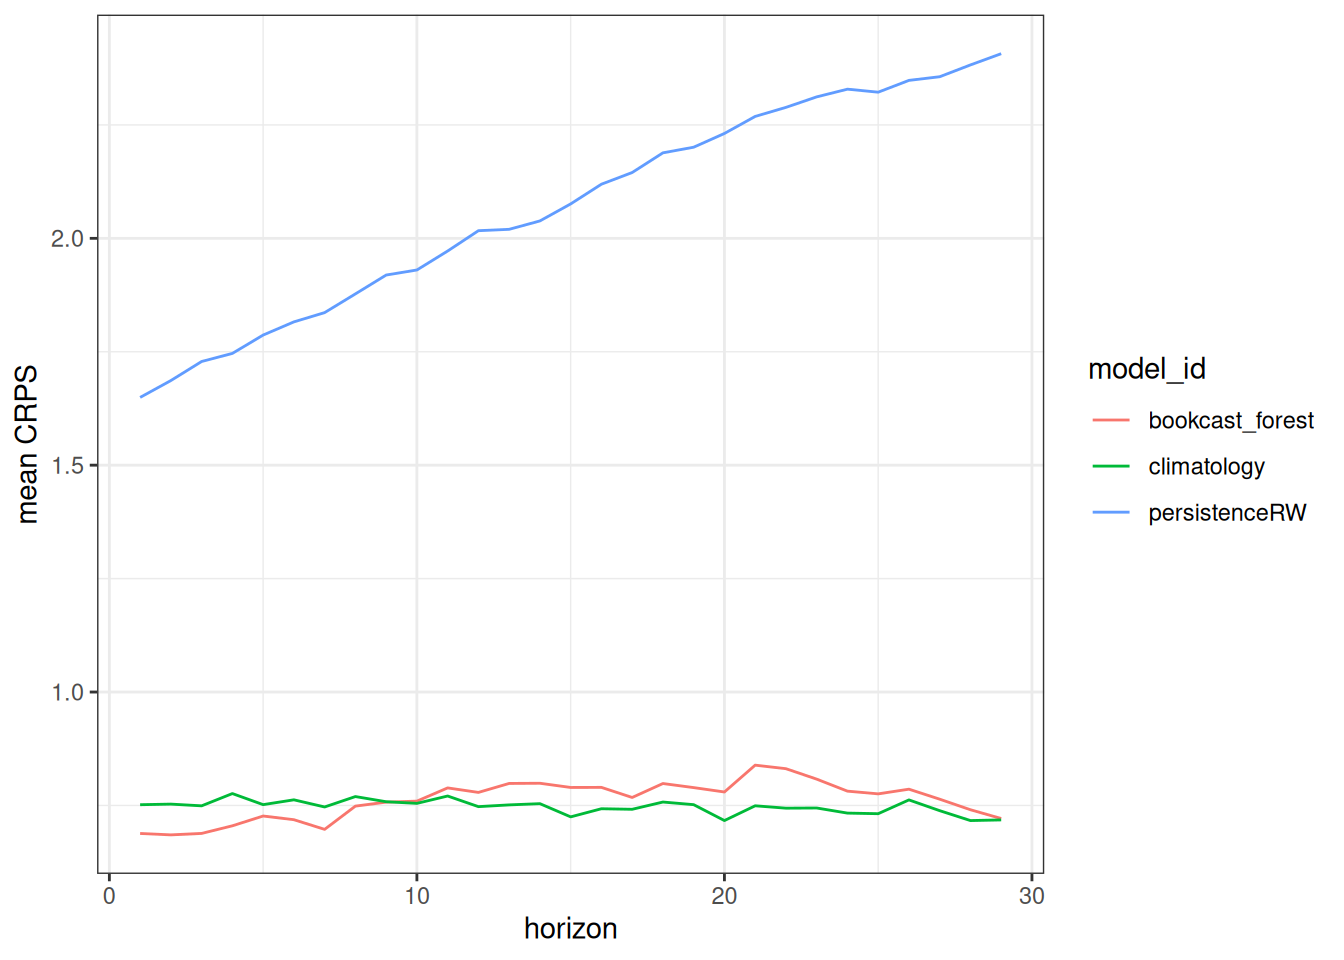 2.0
1.5
1.0
mean CRPS
0 10 20 30
horizon
model_id
bookcast_forest
climatology
persistenceRW